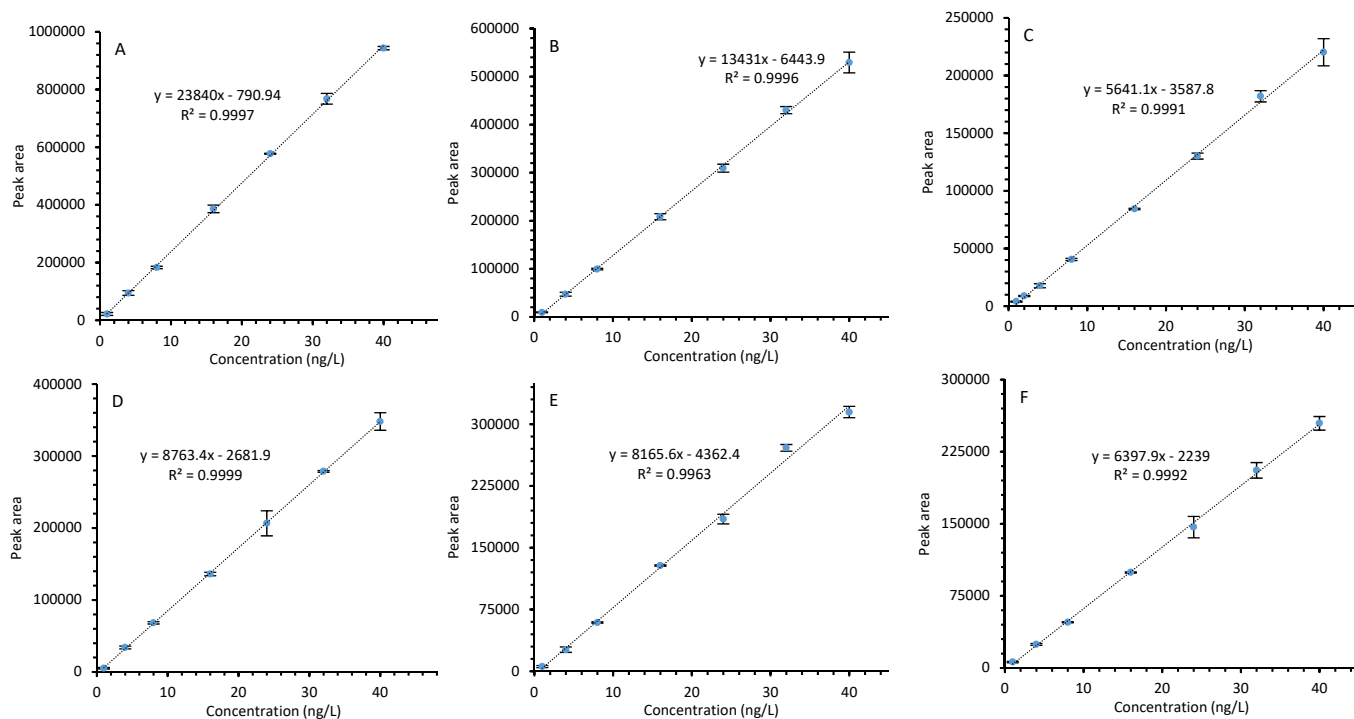 A
y = 23840x - 790.94
R² = 0.9997
Peak area
1000000
800000
600000
400000
200000
0
0 10 20 30 40
Concentration (ng/L)
B
y = 13431x - 6443.9
R² = 0.9996
Peak area
600000
500000
400000
300000
200000
100000
0
0 10 20 30 40
Concentration (ng/L)
C
y = 5641.1x - 3587.8
R² = 0.9991
Peak area
250000
200000
150000
100000
50000
0
0 10 20 30 40
Concentration (ng/L)
D
y = 8763.4x - 2681.9
R² = 0.9999
Peak area
400000
300000
200000
100000
0
0 10 20 30 40
Concentration (ng/L)
E
y = 8165.6x - 4362.4
R² = 0.9963
Peak area
300000
225000
150000
75000
0
0 10 20 30 40
Concentration (ng/L)
F
y = 6397.9x - 2239
R² = 0.9992
Peak area
300000
225000
150000
75000
0
0 10 20 30 40
Concentration (ng/L)